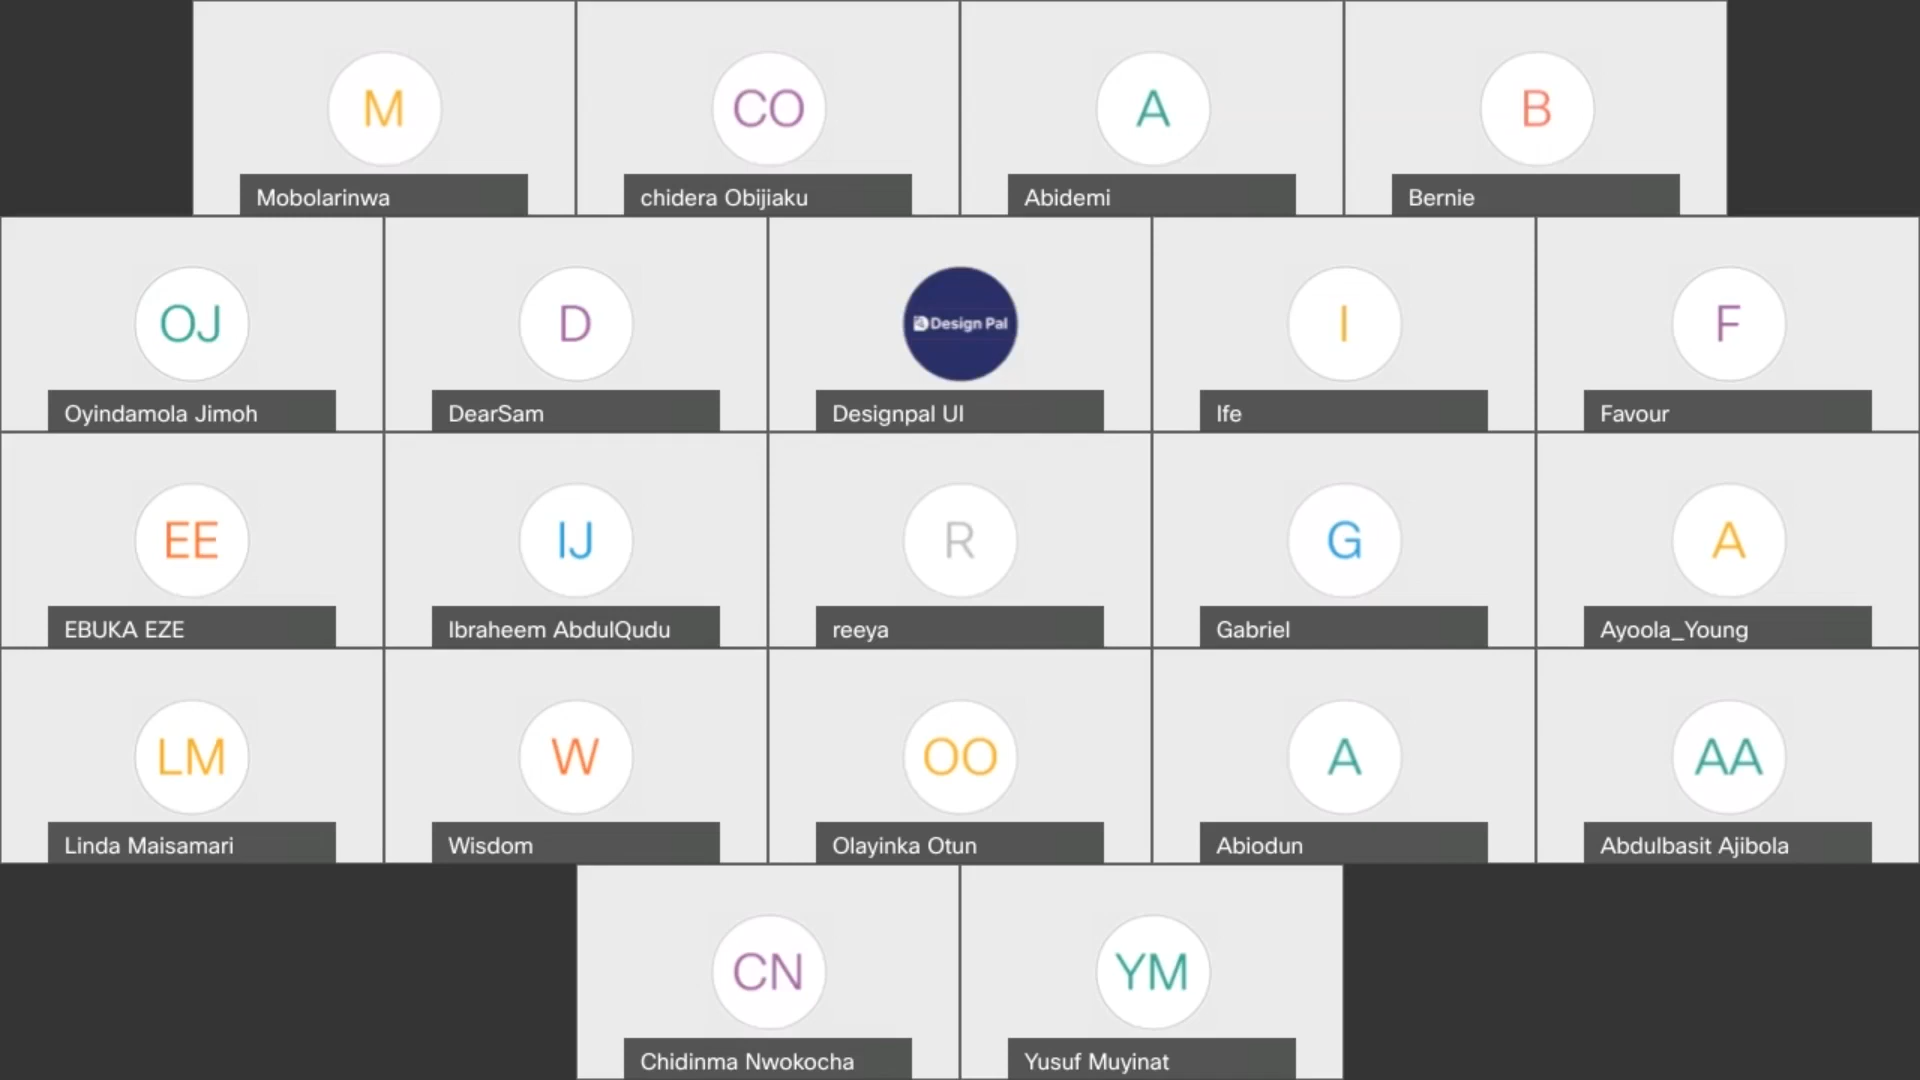 M
CO
A
B
Mobolarinwa
chidera Obijiaku
Abidemi
Bernie
OJ
D
Design Pal
I
F
Oyindamola Jimoh
DearSam
Designpal UI
Ife
Favour
EE
IJ
R
G
A
EBUKA EZE
Ibraheem AbdulQudu
reeya
Gabriel
Ayoola_Young
LM
W
OO
A
AA
Linda Maisamari
Wisdom
Olayinka Otun
Abiodun
Abdulbasit Ajibola
CN
YM
Chidinma Nwokocha
Yusuf Muyinat